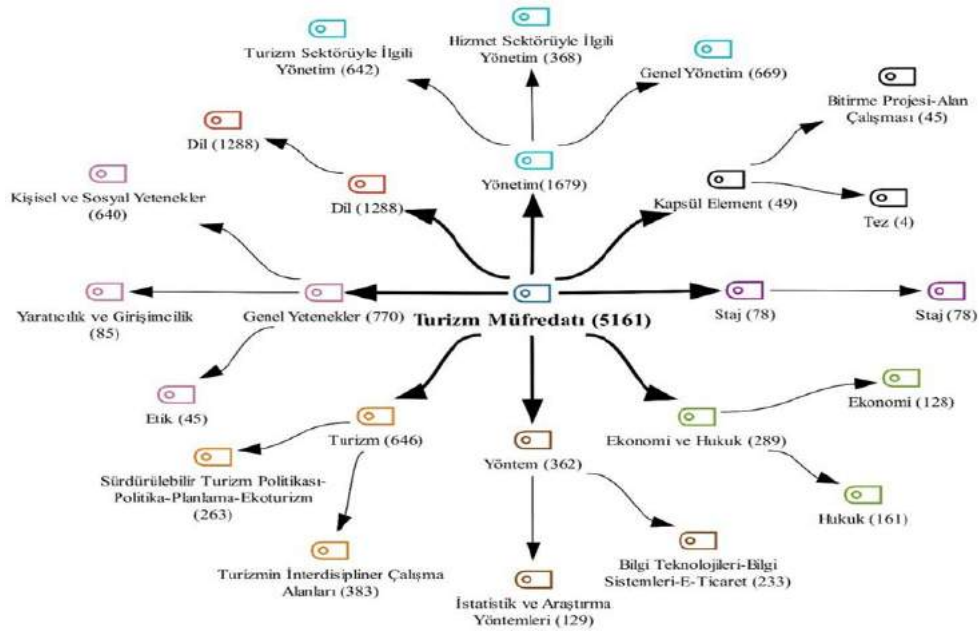 Turizm Sektörüyle İlgili
Yönetim (642)
Hizmet Sektörüyle İlgili
Yönetim (368)
Genel Yönetim (669)
Bitirme Projesi-Alan
Çalışması (45)
Dil (1288)
Yönetim(1679)
Kişisel ve Sosyal Yetenekler
(640)
Dil (1288)
Kapsül Element (49)
Tez (4)
Yaratıcılık ve Girişimcilik
(85)
Genel Yetenekler (770)
Turizm Müfredatı (5161)
Staj (78)
Staj (78)
Etik (45)
Ekonomi (128)
Turizm (646)
Yöntem (362)
Ekonomi ve Hukuk (289)
Sürdürülebilir Turizm Politikası-
Politika-Planlama-Ekoturizm
(263)
Hukuk (161)
Turizmin İnterdisipliner Çalışma
Alanları (383)
Bilgi Teknolojileri-Bilgi
Sistemleri-E-Ticaret (233)
İstatistik ve Araştırma
Yöntemleri (129)